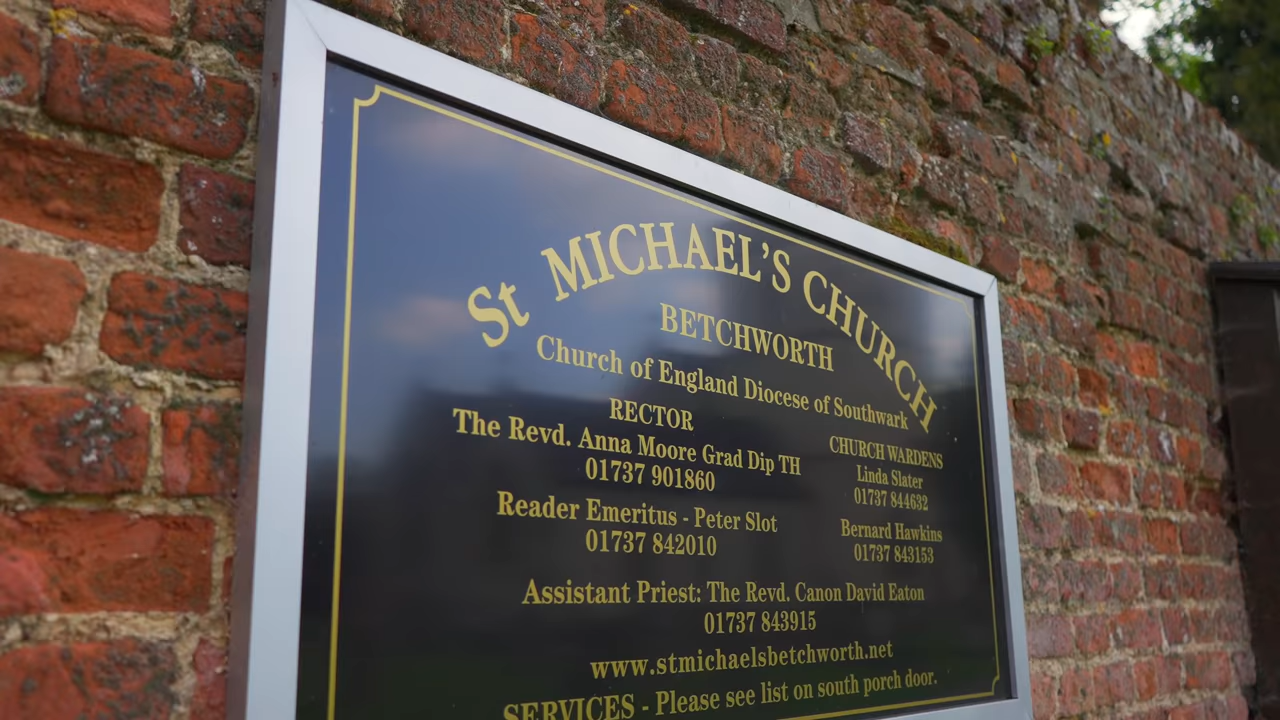 St MICHAEL'S CHURCH
BETCHWORTH
Church of England Diocese of Southwark
RECTOR
The Revd. Anna Moore Grad Dip TH
01737 901860
Reader Emeritus - Peter Slot
01737 842010
CHURCH WARDENS
Linda Slater
01737 844632
Bernard Hawkins
01737 843153
Assistant Priest: The Revd. Canon David Eaton
01737 843915
www.stmichaelsbetchworth.net
SERVICES - Please see list on south porch door.